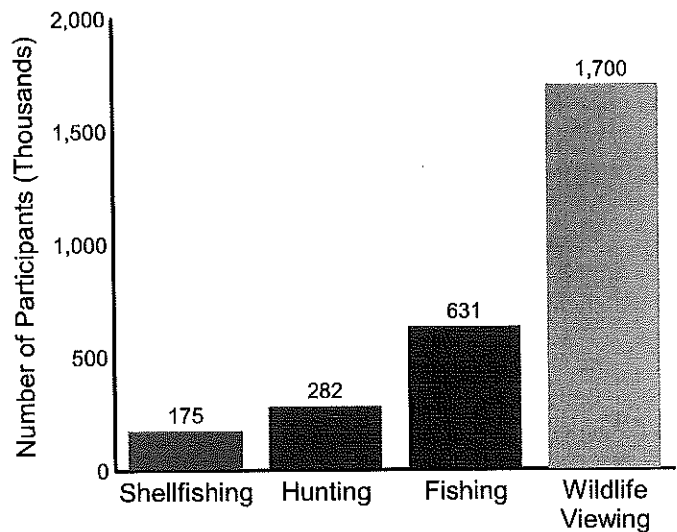 Number of Participants (Thousands)
2,000
1,500
1,000
500
0
175
282
631
1,700
Shellfishing
Hunting
Fishing
Wildlife
Viewing